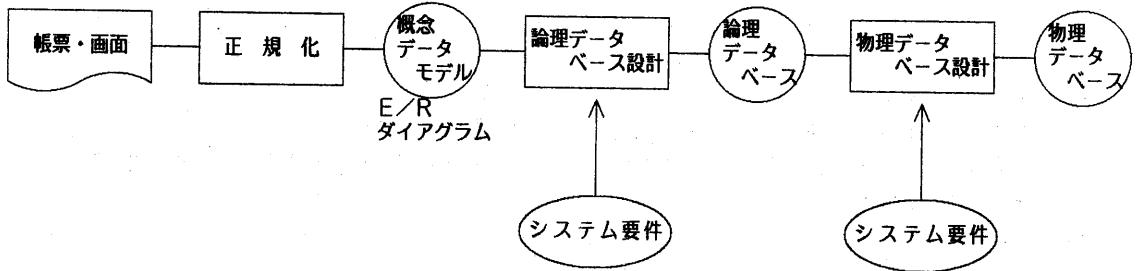 帳票・画面
正規化
概念
データ
モデル
E/R
ダイアグラム
論理データ
ベース設計
論理
データ
ベース
物理データ
ベース設計
物理
データ
ベース
システム要件
システム要件